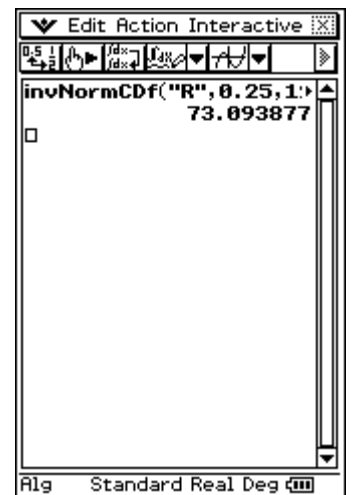 Edit Action Interactive
invNormCDf("R",0.25,1
73.093877
Alg Standard Real Deg